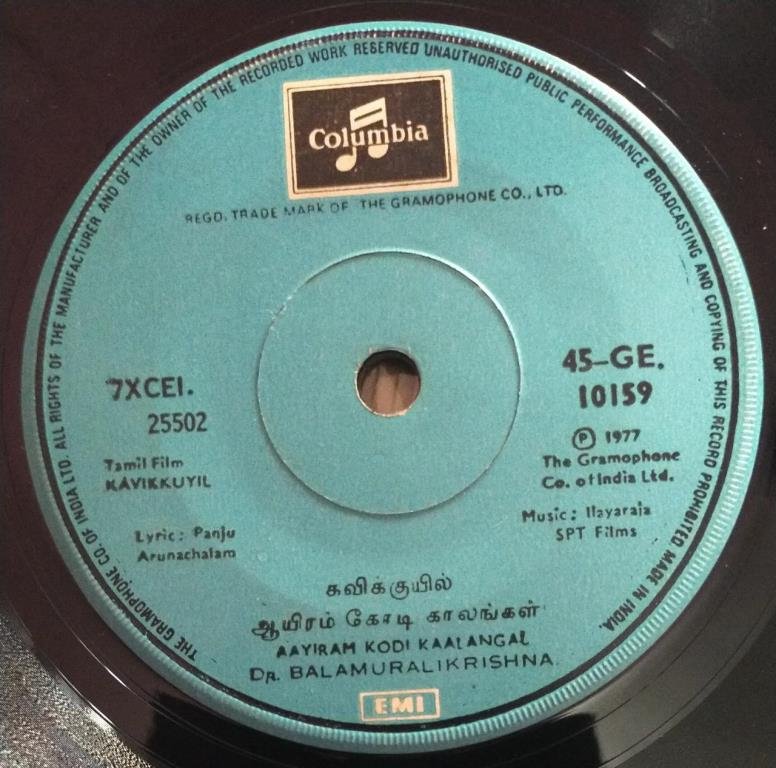 THE GRAMOPHONE CO. OF INDIA LTD. ALL RIGHTS OF THE MANUFACTURER AND OF THE OWNER OF THE RECORDED WORK RESERVED UNAUTHORISED PUBLIC PERFORMANCE BROADCASTING AND COPYING OF THIS RECORD PROHIBITED MADE IN INDIA.
Columbia
REGD. TRADE MARK OF THE GRAMOPHONE CO., LTD.
7XCEI.
25502
Tamil Film
KAVIKKUYIL
Lyric: Panju
Arunachalam
45-GE.
10159
Ⓟ 1977
The Gramophone
Co. of India Ltd.
Music: Ilayaraja
SPT Films
கவிக்குயில்
ஆயிரம் கோடி காலங்கள்
AAYIRAM KODI KAALANGAL
DR. BALAMURALIKRISHNA.
EMI